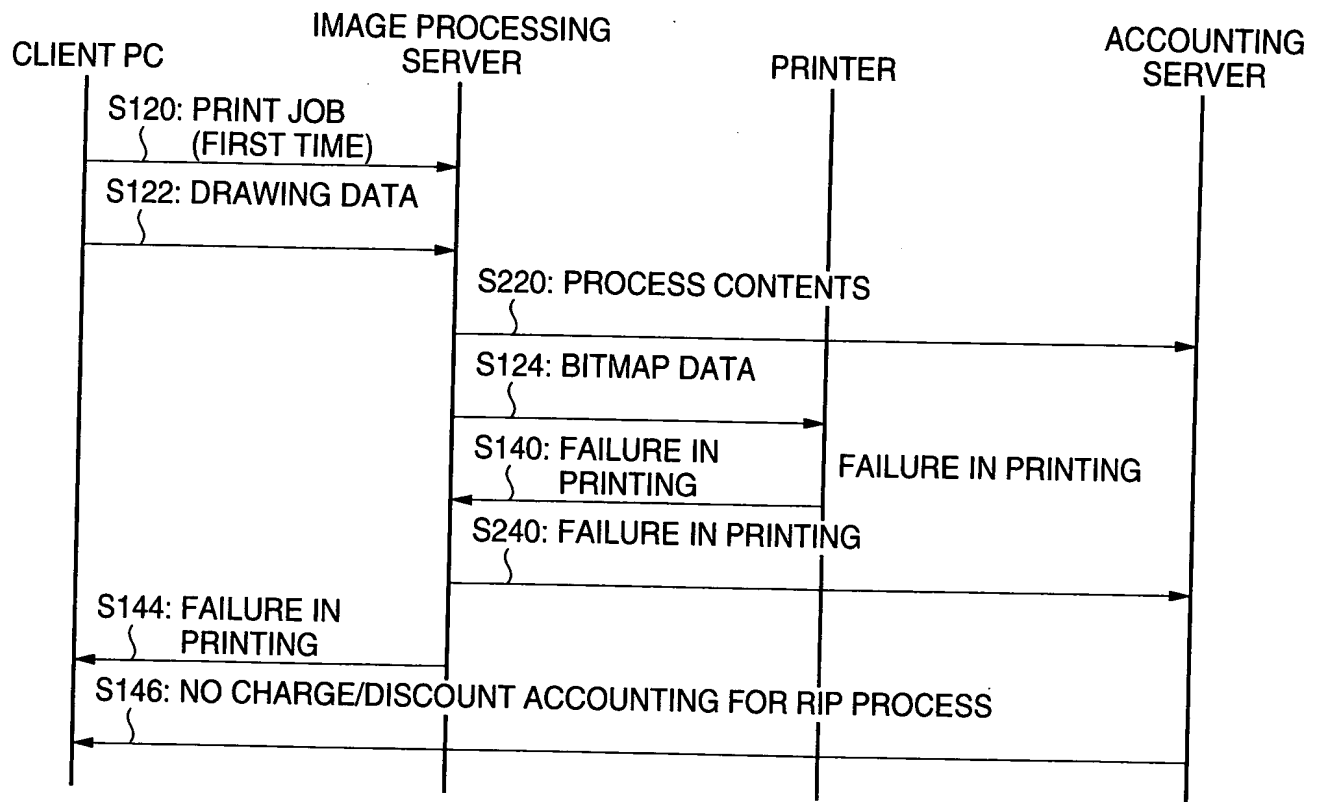 CLIENT PC
IMAGE PROCESSING
SERVER
PRINTER
ACCOUNTING
SERVER
S120: PRINT JOB
(FIRST TIME)
S122: DRAWING DATA
S220: PROCESS CONTENTS
S124: BITMAP DATA
S140: FAILURE IN
PRINTING
FAILURE IN PRINTING
S240: FAILURE IN PRINTING
S144: FAILURE IN
PRINTING
S146: NO CHARGE/DISCOUNT ACCOUNTING FOR RIP PROCESS